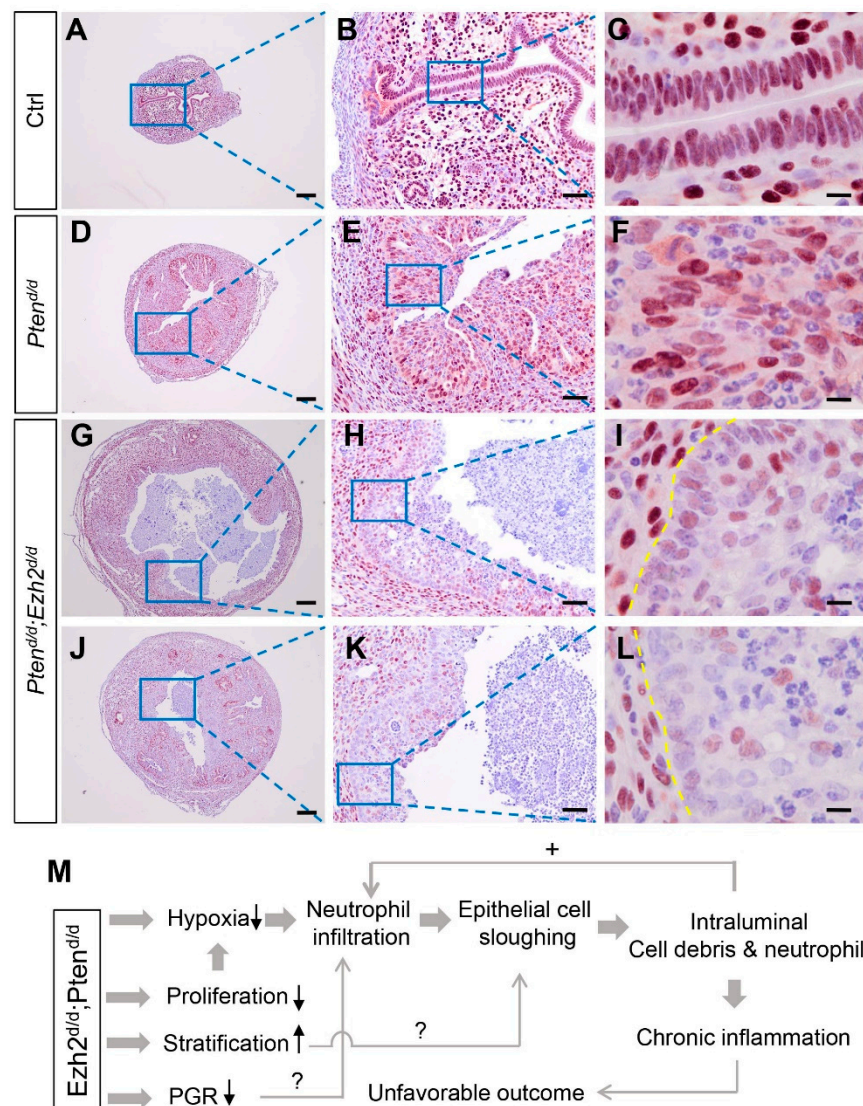 A
B
C
Ctrl
D
E
F
Pten^d/d
G
H
I
Pten^d/d;Ezh2^d/d
J
K
L
M
+
Ezh2^d/d;Pten^d/d
Hypoxia↓
Neutrophil
infiltration
Epithelial cell
sloughing
Intraluminal
Cell debris & neutrophil
Proliferation↓
Stratification↑
?
Chronic inflammation
PGR↓
?
Unfavorable outcome